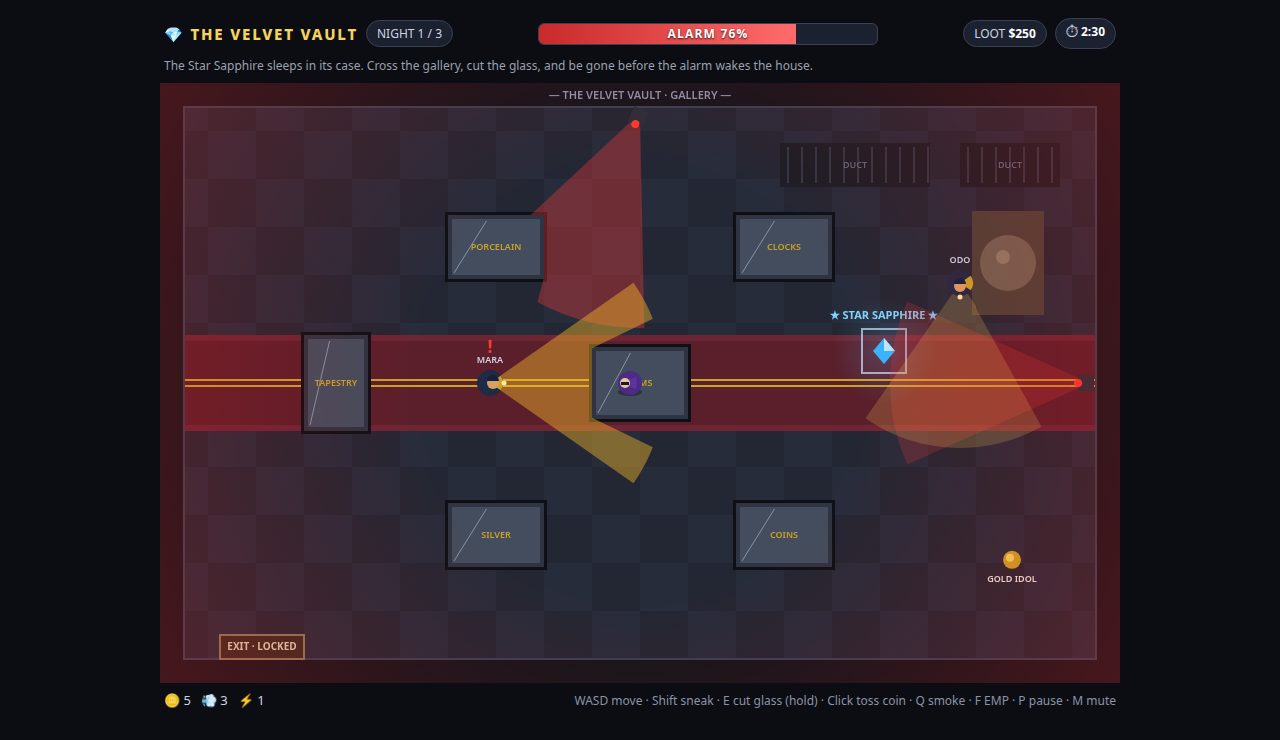 💎 THE VELVET VAULT
NIGHT 1 / 3
ALARM 76%
LOOT $250
⏱ 2:30
The Star Sapphire sleeps in its case. Cross the gallery, cut the glass, and be gone before the alarm wakes the house.
— THE VELVET VAULT · GALLERY —
DUCT
DUCT
PORCELAIN
CLOCKS
ODO
★ STAR SAPPHIRE ★
!
MARA
TAPESTRY
SILVER
COINS
GOLD IDOL
EXIT · LOCKED
🪙 5 💨 3 ⚡ 1
WASD move · Shift sneak · E cut glass (hold) · Click toss coin · Q smoke · F EMP · P pause · M mute